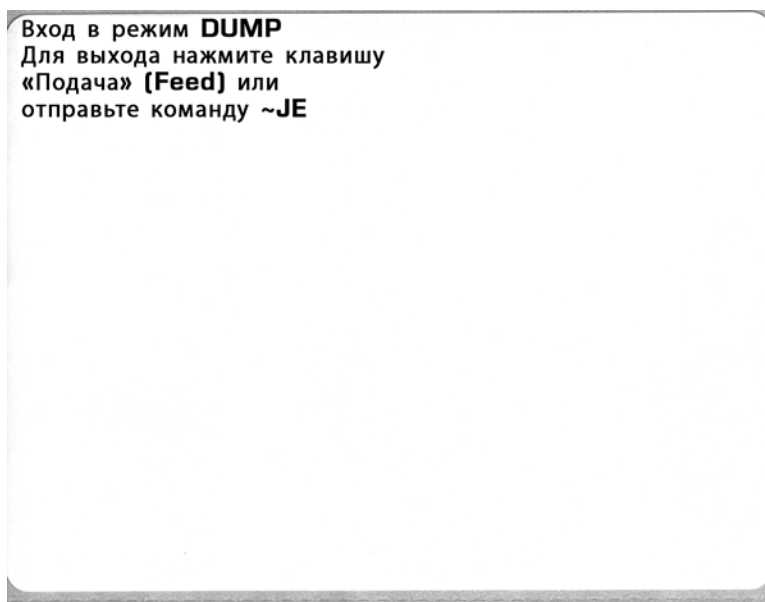 Вход в режим DUMP
Для выхода нажмите клавишу
«Подача» (Feed) или
отправьте команду ~JE